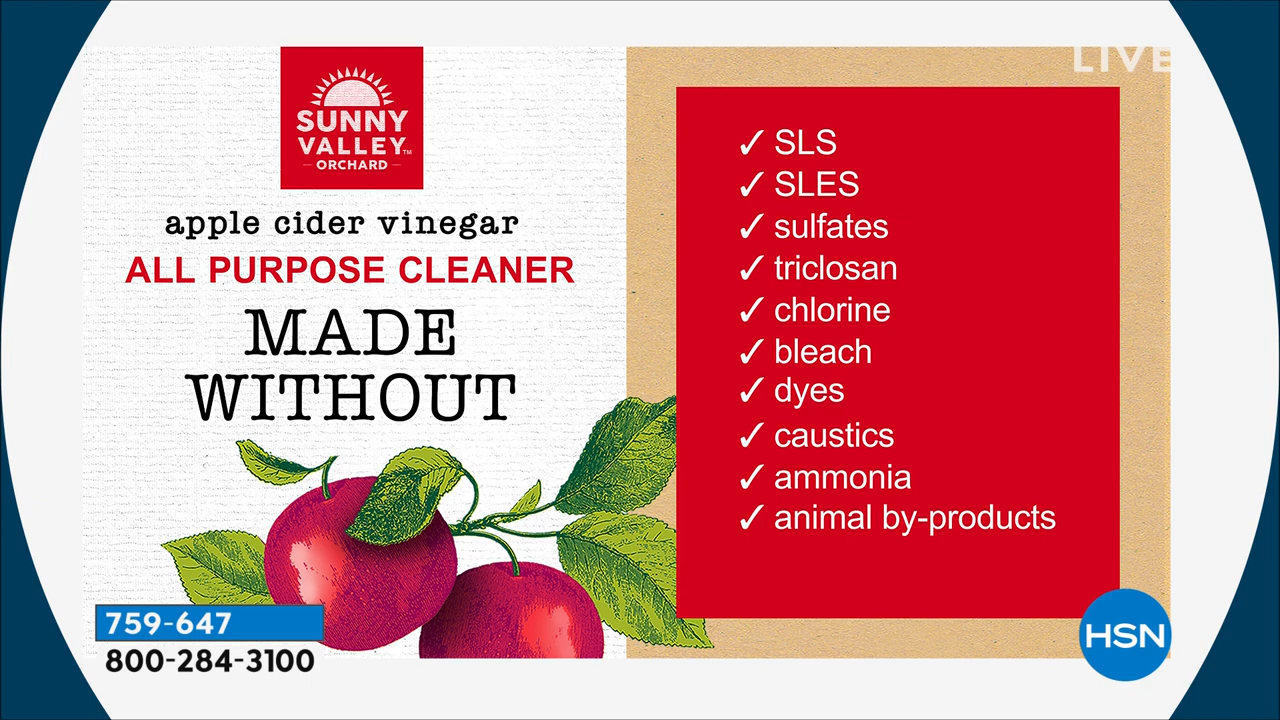 LIVE
SUNNY
VALLEY™
ORCHARD
apple cider vinegar
ALL PURPOSE CLEANER
MADE
WITHOUT
✓ SLS
✓ SLES
✓ sulfates
✓ triclosan
✓ chlorine
✓ bleach
✓ dyes
✓ caustics
✓ ammonia
✓ animal by-products
759-647
800-284-3100
HSN